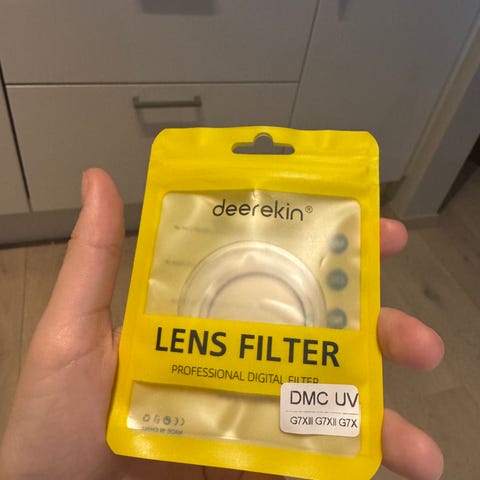 deerekin®
LENS FILTER
PROFESSIONAL DIGITAL FILTER
DMC UV
G7XIII G7XII G7X